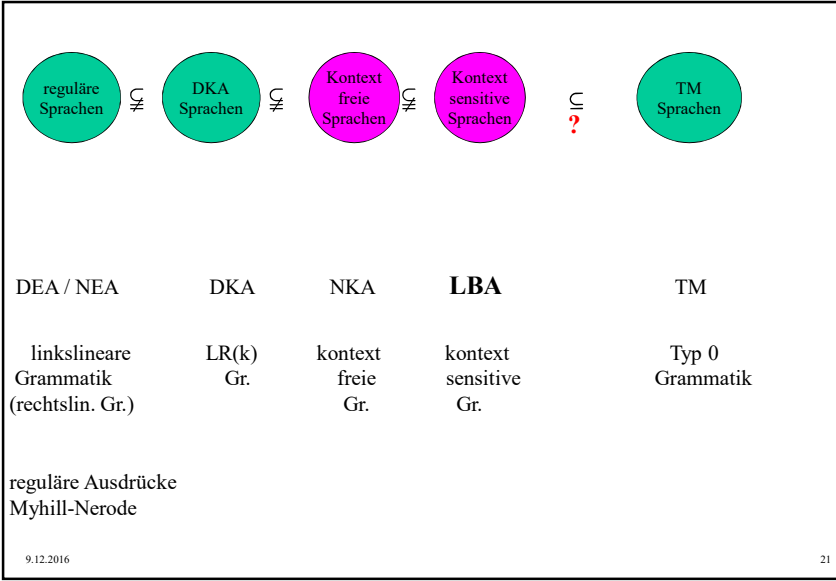 reguläre
Sprachen
⊊
DKA
Sprachen
⊊
Kontext
freie
Sprachen
⊊
Kontext
sensitive
Sprachen
⊆
?
TM
Sprachen
DEA / NEA DKA NKA LBA TM
linkslineare LR(k) kontext kontext Typ 0
Grammatik Gr. freie sensitive Grammatik
(rechtslin. Gr.) Gr. Gr.
reguläre Ausdrücke
Myhill-Nerode
9.12.2016 21